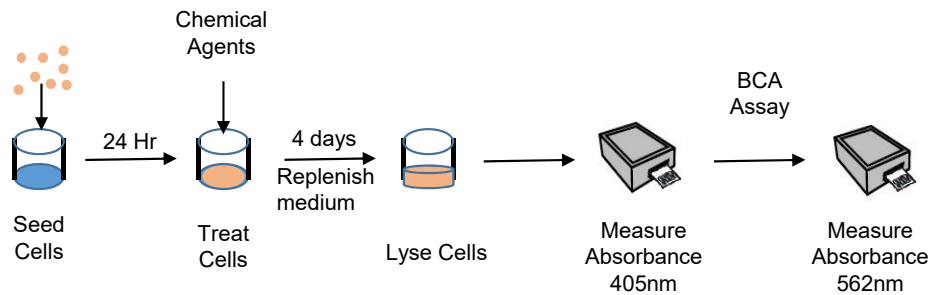 Chemical
Agents
BCA
Assay
24 Hr
4 days
Replenish
medium
Seed
Cells
Treat
Cells
Lyse Cells
Measure
Absorbance
405nm
Measure
Absorbance
562nm